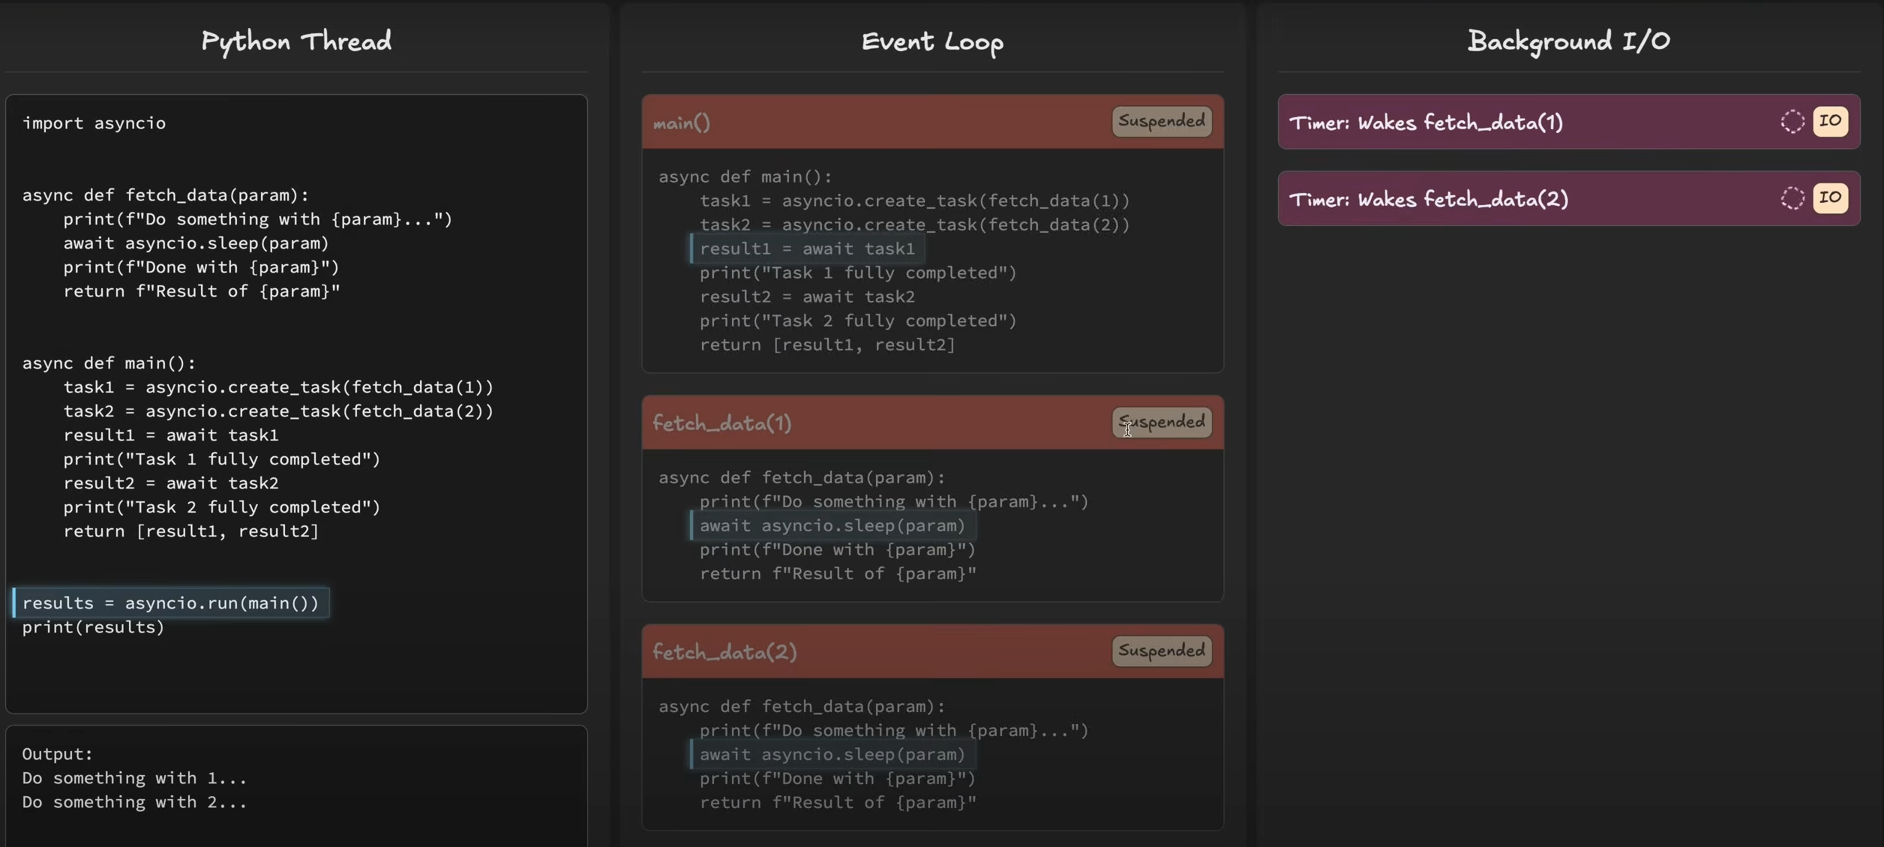 Python Thread
import asyncio
async def fetch_data(param):
    print(f"Do something with {param}...")
    await asyncio.sleep(param)
    print(f"Done with {param}")
    return f"Result of {param}"
async def main():
    task1 = asyncio.create_task(fetch_data(1))
    task2 = asyncio.create_task(fetch_data(2))
    result1 = await task1
    print("Task 1 fully completed")
    result2 = await task2
    print("Task 2 fully completed")
    return [result1, result2]
results = asyncio.run(main())
print(results)
Output:
Do something with 1...
Do something with 2...
Event Loop
main()
Suspended
async def main():
    task1 = asyncio.create_task(fetch_data(1))
    task2 = asyncio.create_task(fetch_data(2))
    result1 = await task1
    print("Task 1 fully completed")
    result2 = await task2
    print("Task 2 fully completed")
    return [result1, result2]
fetch_data(1)
Suspended
async def fetch_data(param):
    print(f"Do something with {param}...")
    await asyncio.sleep(param)
    print(f"Done with {param}")
    return f"Result of {param}"
fetch_data(2)
Suspended
async def fetch_data(param):
    print(f"Do something with {param}...")
    await asyncio.sleep(param)
    print(f"Done with {param}")
    return f"Result of {param}"
Background I/O
Timer: Wakes fetch_data(1)
IO
Timer: Wakes fetch_data(2)
IO